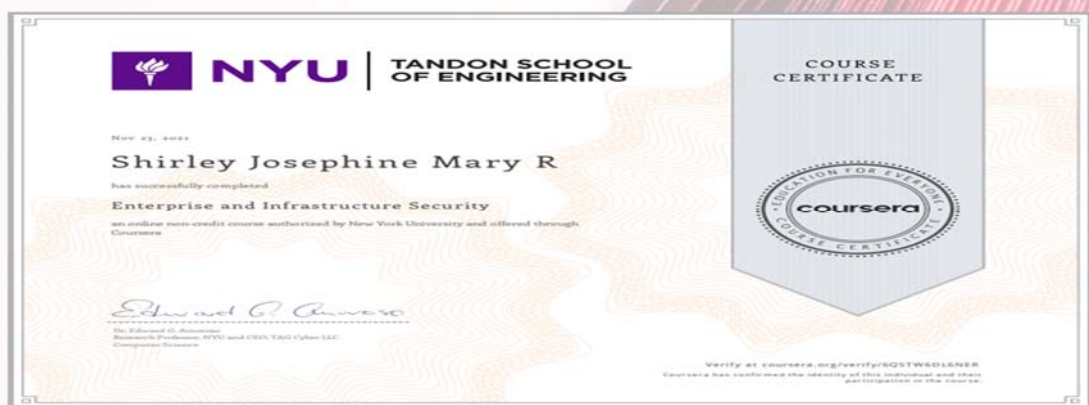 NYU
TANDON SCHOOL
OF ENGINEERING
COURSE
CERTIFICATE
Nov 23, 2021
Shirley Josephine Mary R
has successfully completed
Enterprise and Infrastructure Security
an online non-credit course authorized by New York University and offered through
Coursera
EDUCATION FOR EVERYONE
coursera
COURSE CERTIFICATE
Dr. Edward G. Amoroso
Research Professor, NYU and CEO, TAG Cyber LLC
Computer Science
Verify at coursera.org/verify/6QSTW6DL6NER
Coursera has confirmed the identity of this individual and their
participation in the course.